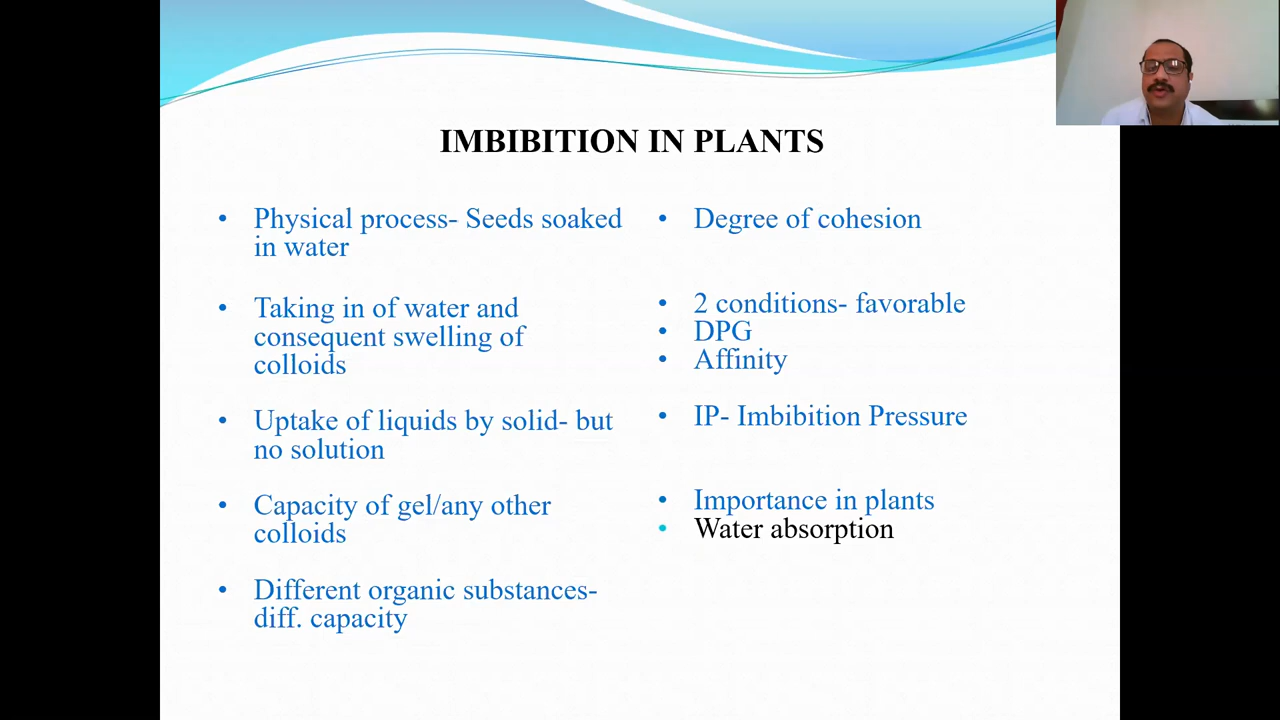 IMBIBITION IN PLANTS
• Physical process- Seeds soaked
in water
• Taking in of water and
consequent swelling of
colloids
• Uptake of liquids by solid- but
no solution
• Capacity of gel/any other
colloids
• Different organic substances-
diff. capacity
• Degree of cohesion
• 2 conditions- favorable
• DPG
• Affinity
• IP- Imbibition Pressure
• Importance in plants
• Water absorption